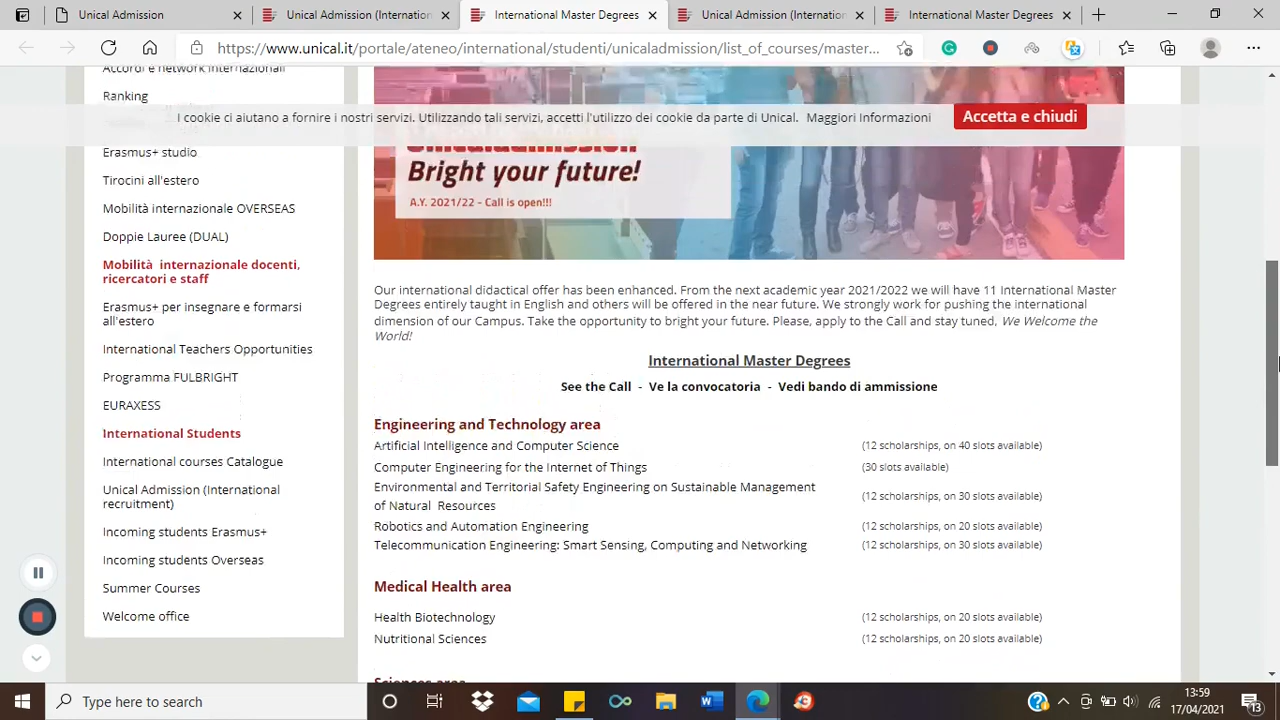 Unical Admission
Unical Admission (Internation
International Master Degrees
Unical Admission (Internation
International Master Degrees
https://www.unical.it/portale/ateneo/international/studenti/unicaladmission/list_of_courses/master...
Accordi e network internazionali
Ranking
I cookie ci aiutano a fornire i nostri servizi. Utilizzando tali servizi, accetti l'utilizzo dei cookie da parte di Unical. Maggiori Informazioni
Accetta e chiudi
Erasmus+ studio
Tirocini all'estero
Mobilità internazionale OVERSEAS
Doppie Lauree (DUAL)
Mobilità internazionale docenti,
ricercatori e staff
Erasmus+ per insegnare e formarsi
all'estero
International Teachers Opportunities
Programma FULBRIGHT
EURAXESS
International Students
International courses Catalogue
Unical Admission (International
recruitment)
Incoming students Erasmus+
Incoming students Overseas
Summer Courses
Welcome office
Unicaladmission
Bright your future!
A.Y. 2021/22 - Call is open!!!
Our international didactical offer has been enhanced. From the next academic year 2021/2022 we will have 11 International Master
Degrees entirely taught in English and others will be offered in the near future. We strongly work for pushing the international
dimension of our Campus. Take the opportunity to bright your future. Please, apply to the Call and stay tuned, We Welcome the
World!
International Master Degrees
See the Call - Ve la convocatoria - Vedi bando di ammissione
Engineering and Technology area
Artificial Intelligence and Computer Science (12 scholarships, on 40 slots available)
Computer Engineering for the Internet of Things (30 slots available)
Environmental and Territorial Safety Engineering on Sustainable Management
of Natural Resources (12 scholarships, on 30 slots available)
Robotics and Automation Engineering (12 scholarships, on 20 slots available)
Telecommunication Engineering: Smart Sensing, Computing and Networking (12 scholarships, on 30 slots available)
Medical Health area
Health Biotechnology (12 scholarships, on 20 slots available)
Nutritional Sciences (12 scholarships, on 20 slots available)
Sciences area
Type here to search
13:59
17/04/2021
13